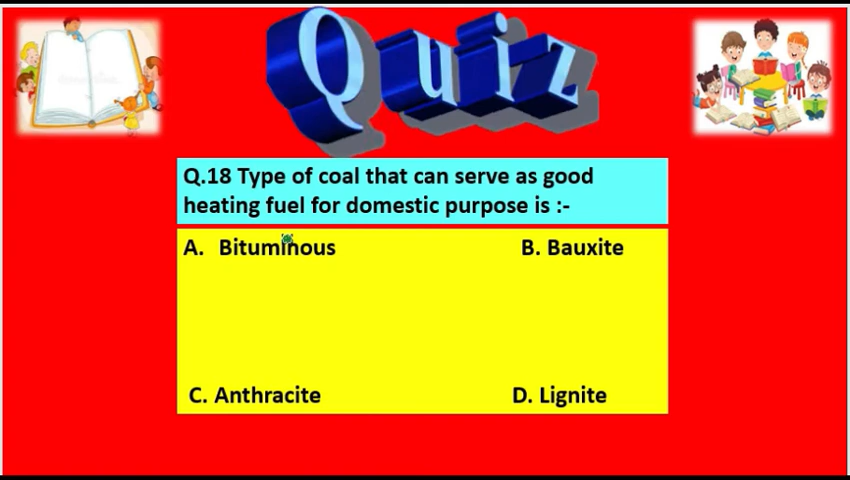 Quiz
Q.18 Type of coal that can serve as good
heating fuel for domestic purpose is :-
A. Bituminous
B. Bauxite
C. Anthracite
D. Lignite